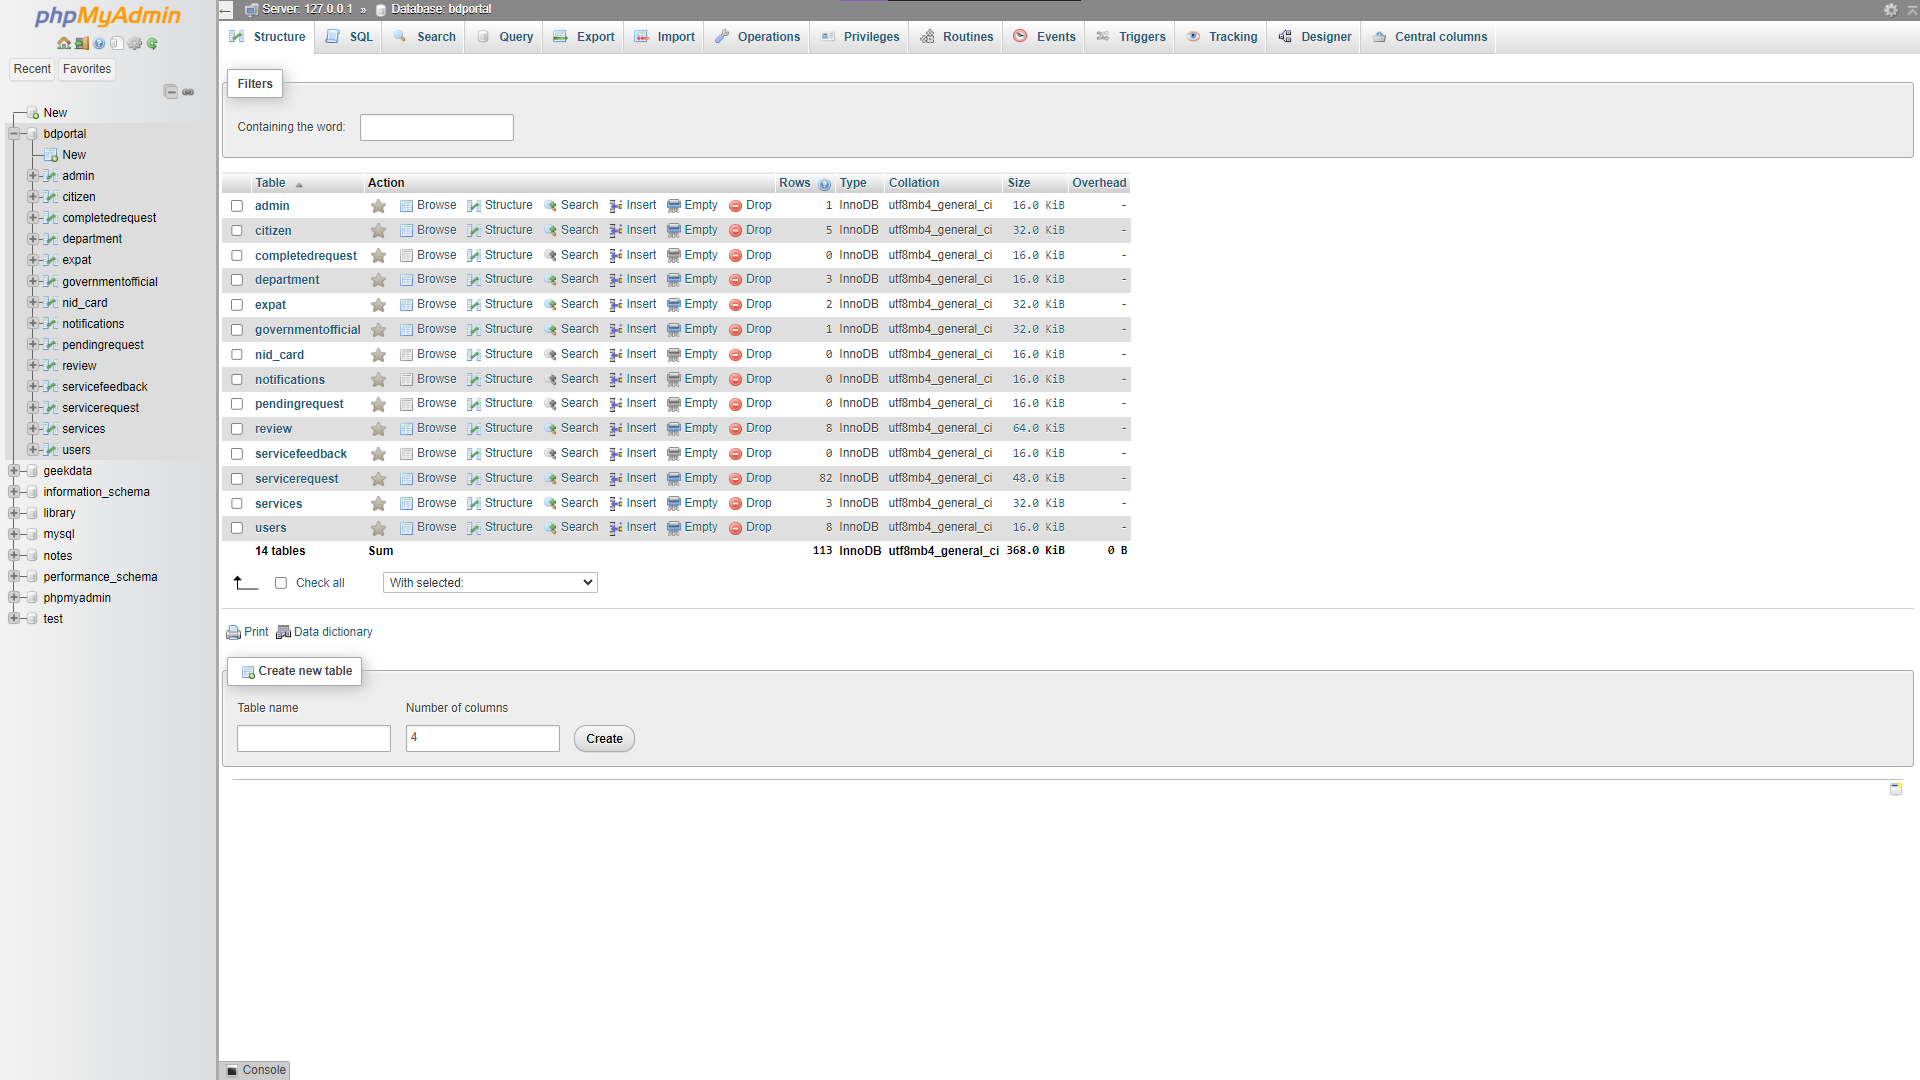 phpMyAdmin
Recent Favorites
New
bdportal
New
admin
citizen
completedrequest
department
expat
governmentofficial
nid_card
notifications
pendingrequest
review
servicefeedback
servicerequest
services
users
geekdata
information_schema
library
mysql
notes
performance_schema
phpmyadmin
test
← Server: 127.0.0.1 » Database: bdportal
Structure SQL Search Query Export Import Operations Privileges Routines Events Triggers Tracking Designer Central columns
Filters
Containing the word:
Table Action Rows Type Collation Size Overhead
admin Browse Structure Search Insert Empty Drop 1 InnoDB utf8mb4_general_ci 16.0 KiB -
citizen Browse Structure Search Insert Empty Drop 5 InnoDB utf8mb4_general_ci 32.0 KiB -
completedrequest Browse Structure Search Insert Empty Drop 0 InnoDB utf8mb4_general_ci 16.0 KiB -
department Browse Structure Search Insert Empty Drop 3 InnoDB utf8mb4_general_ci 16.0 KiB -
expat Browse Structure Search Insert Empty Drop 2 InnoDB utf8mb4_general_ci 32.0 KiB -
governmentofficial Browse Structure Search Insert Empty Drop 1 InnoDB utf8mb4_general_ci 32.0 KiB -
nid_card Browse Structure Search Insert Empty Drop 0 InnoDB utf8mb4_general_ci 16.0 KiB -
notifications Browse Structure Search Insert Empty Drop 0 InnoDB utf8mb4_general_ci 16.0 KiB -
pendingrequest Browse Structure Search Insert Empty Drop 0 InnoDB utf8mb4_general_ci 16.0 KiB -
review Browse Structure Search Insert Empty Drop 8 InnoDB utf8mb4_general_ci 64.0 KiB -
servicefeedback Browse Structure Search Insert Empty Drop 0 InnoDB utf8mb4_general_ci 16.0 KiB -
servicerequest Browse Structure Search Insert Empty Drop 82 InnoDB utf8mb4_general_ci 48.0 KiB -
services Browse Structure Search Insert Empty Drop 3 InnoDB utf8mb4_general_ci 32.0 KiB -
users Browse Structure Search Insert Empty Drop 8 InnoDB utf8mb4_general_ci 16.0 KiB -
14 tables Sum 113 InnoDB utf8mb4_general_ci 368.0 KiB 0 B
Check all With selected:
Print Data dictionary
Create new table
Table name Number of columns
4 Create
Console